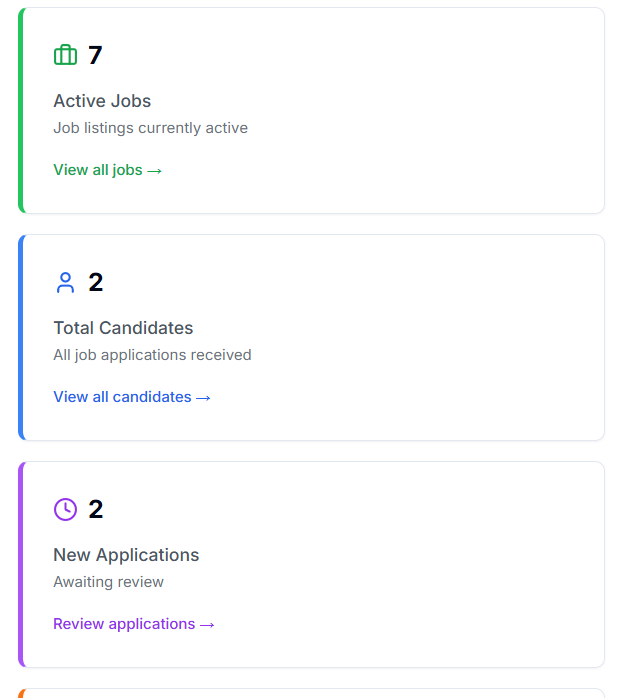 7
Active Jobs
Job listings currently active
View all jobs →
2
Total Candidates
All job applications received
View all candidates →
2
New Applications
Awaiting review
Review applications →